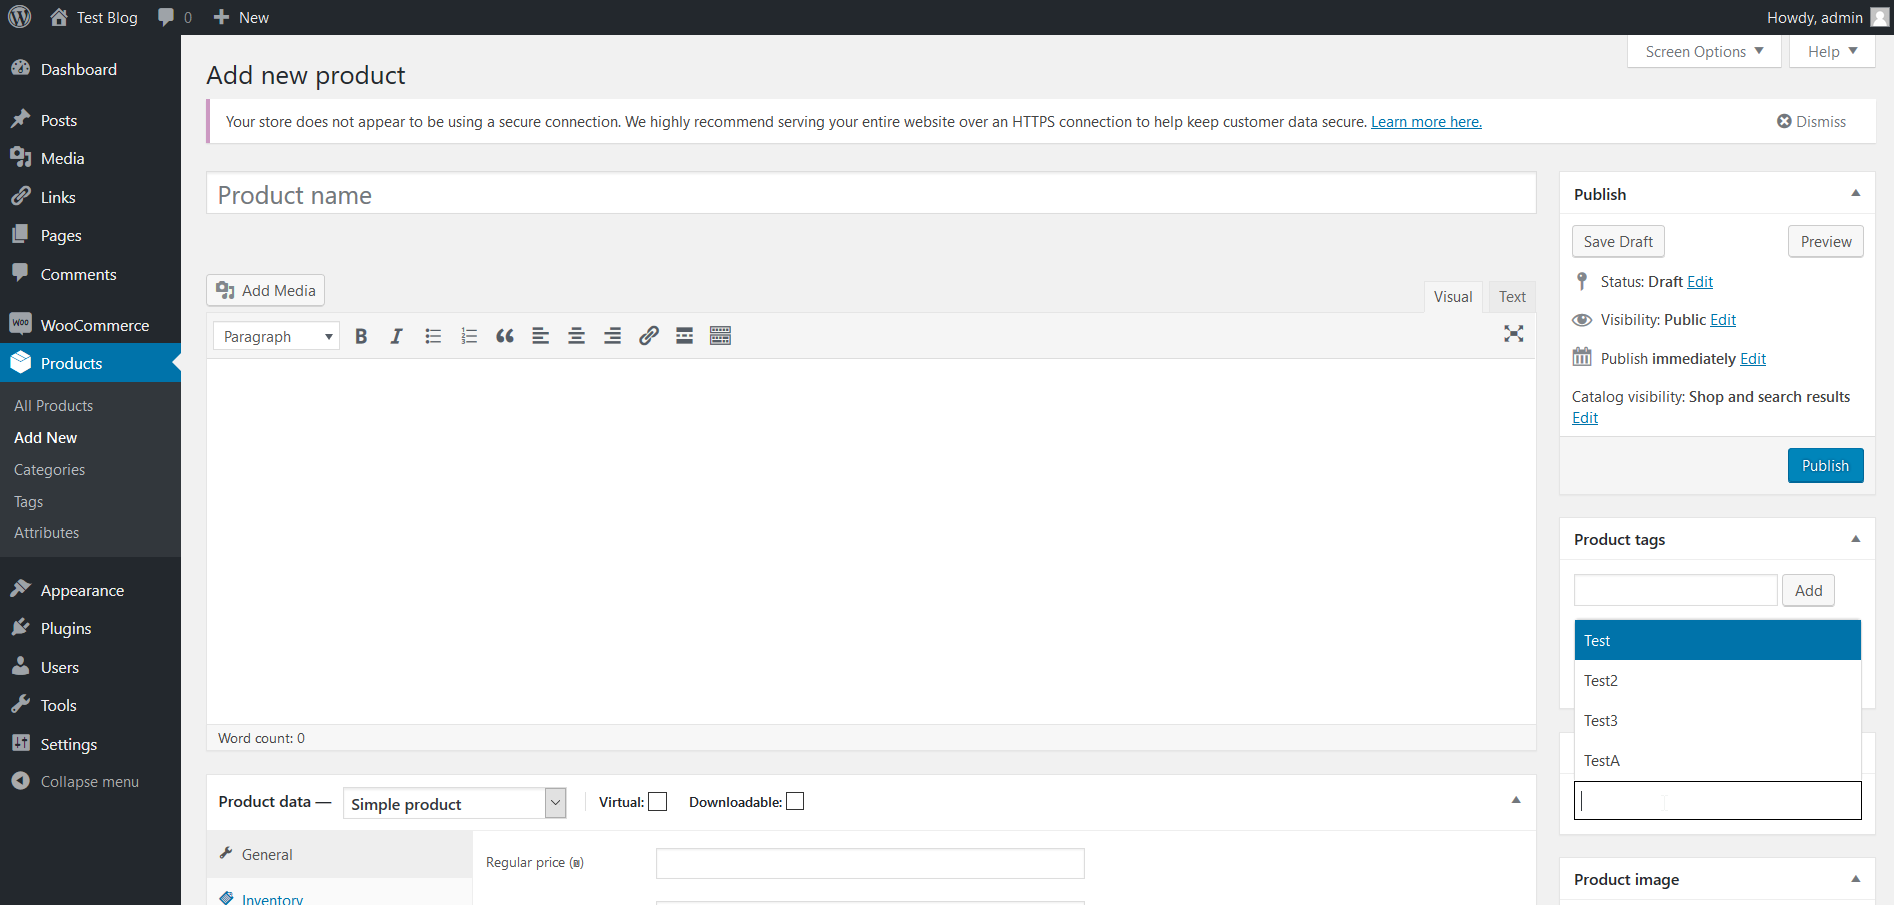 Test Blog 0 New Howdy, admin
Screen Options Help
Dashboard
Posts
Media
Links
Pages
Comments
WOO WooCommerce
Products
All Products
Add New
Categories
Tags
Attributes
Appearance
Plugins
Users
Tools
Settings
Collapse menu
Add new product
Your store does not appear to be using a secure connection. We highly recommend serving your entire website over an HTTPS connection to help keep customer data secure. Learn more here. Dismiss
Product name
Add Media
Visual Text
Paragraph
Word count: 0
Product data — Simple product Virtual: Downloadable:
General
Inventory
Regular price (₪)
Publish
Save Draft Preview
Status: Draft Edit
Visibility: Public Edit
Publish immediately Edit
Catalog visibility: Shop and search results
Edit
Publish
Product tags
Add
Test
Test2
Test3
TestA
Product image